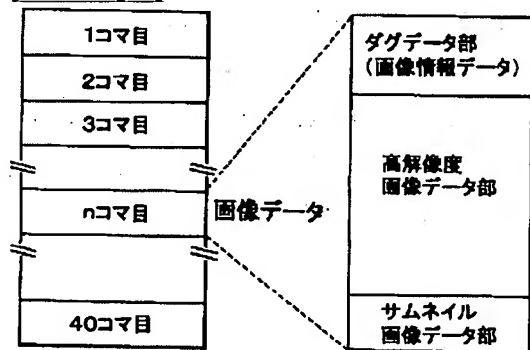 1コマ目
2コマ目
3コマ目
nコマ目
40コマ目
画像データ
ダグデータ部
(画像情報データ)
高解像度
画像データ部
サムネイル
画像データ部